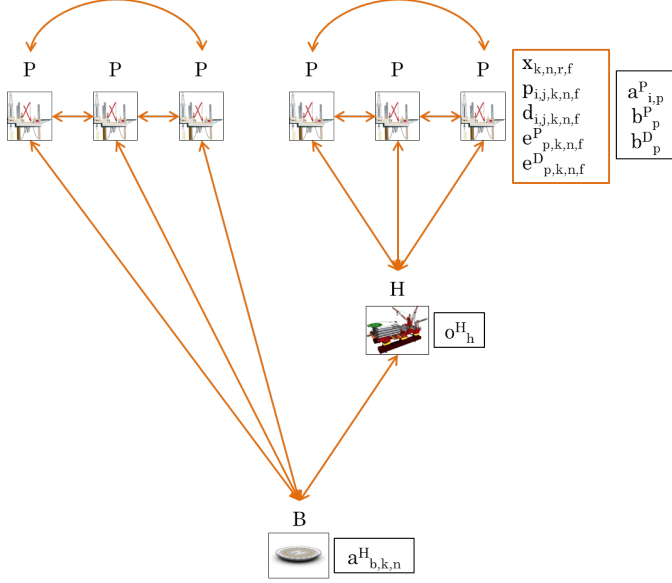 P P P P P P
x_{k,n,r,f}
p_{i,j,k,n,f}
d_{i,j,k,n,f}
e^P_{p,k,n,f}
e^D_{p,k,n,f}
a^P_{i,p}
b^P_p
b^D_p
H
o^H_h
B
a^H_{b,k,n}